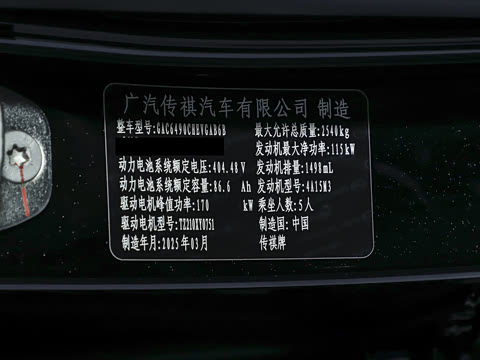 广汽传祺汽车有限公司 制造
整车型号:GAC6490CHEVGAB6B 最大允许总质量:2540kg
发动机最大净功率:115kW
动力电池系统额定电压:404.48 V 发动机排量:1498mL
动力电池系统额定容量:86.6 Ah 发动机型号:4A15M3
驱动电机峰值功率:170 kW 乘坐人数:5人
驱动电机型号:TZ210XY0751 制造国:中国
制造年月:2025年03月 传祺牌